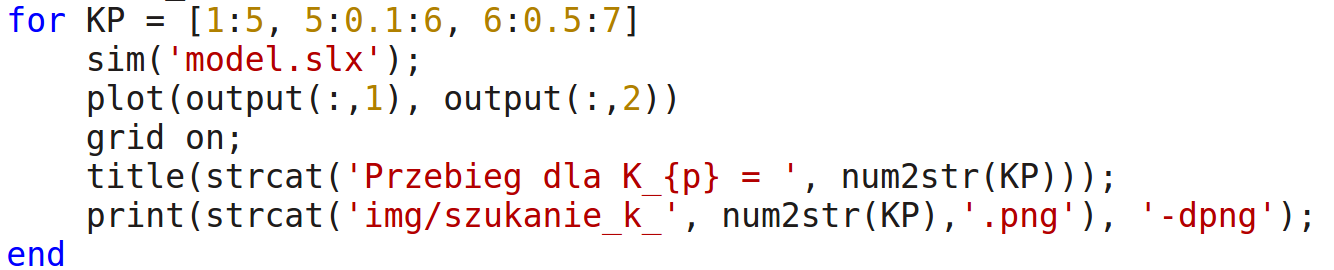 for KP = [1:5, 5:0.1:6, 6:0.5:7]
    sim('model.slx');
    plot(output(:,1), output(:,2))
    grid on;
    title(strcat('Przebieg dla K_{p} = ', num2str(KP)));
    print(strcat('img/szukanie_k_', num2str(KP),'.png'), '-dpng');
end